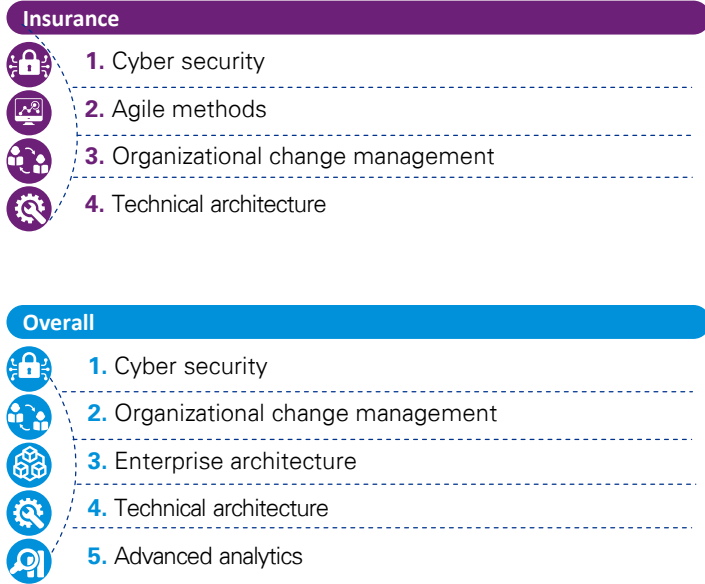 Insurance
1. Cyber security
2. Agile methods
3. Organizational change management
4. Technical architecture
Overall
1. Cyber security
2. Organizational change management
3. Enterprise architecture
4. Technical architecture
5. Advanced analytics